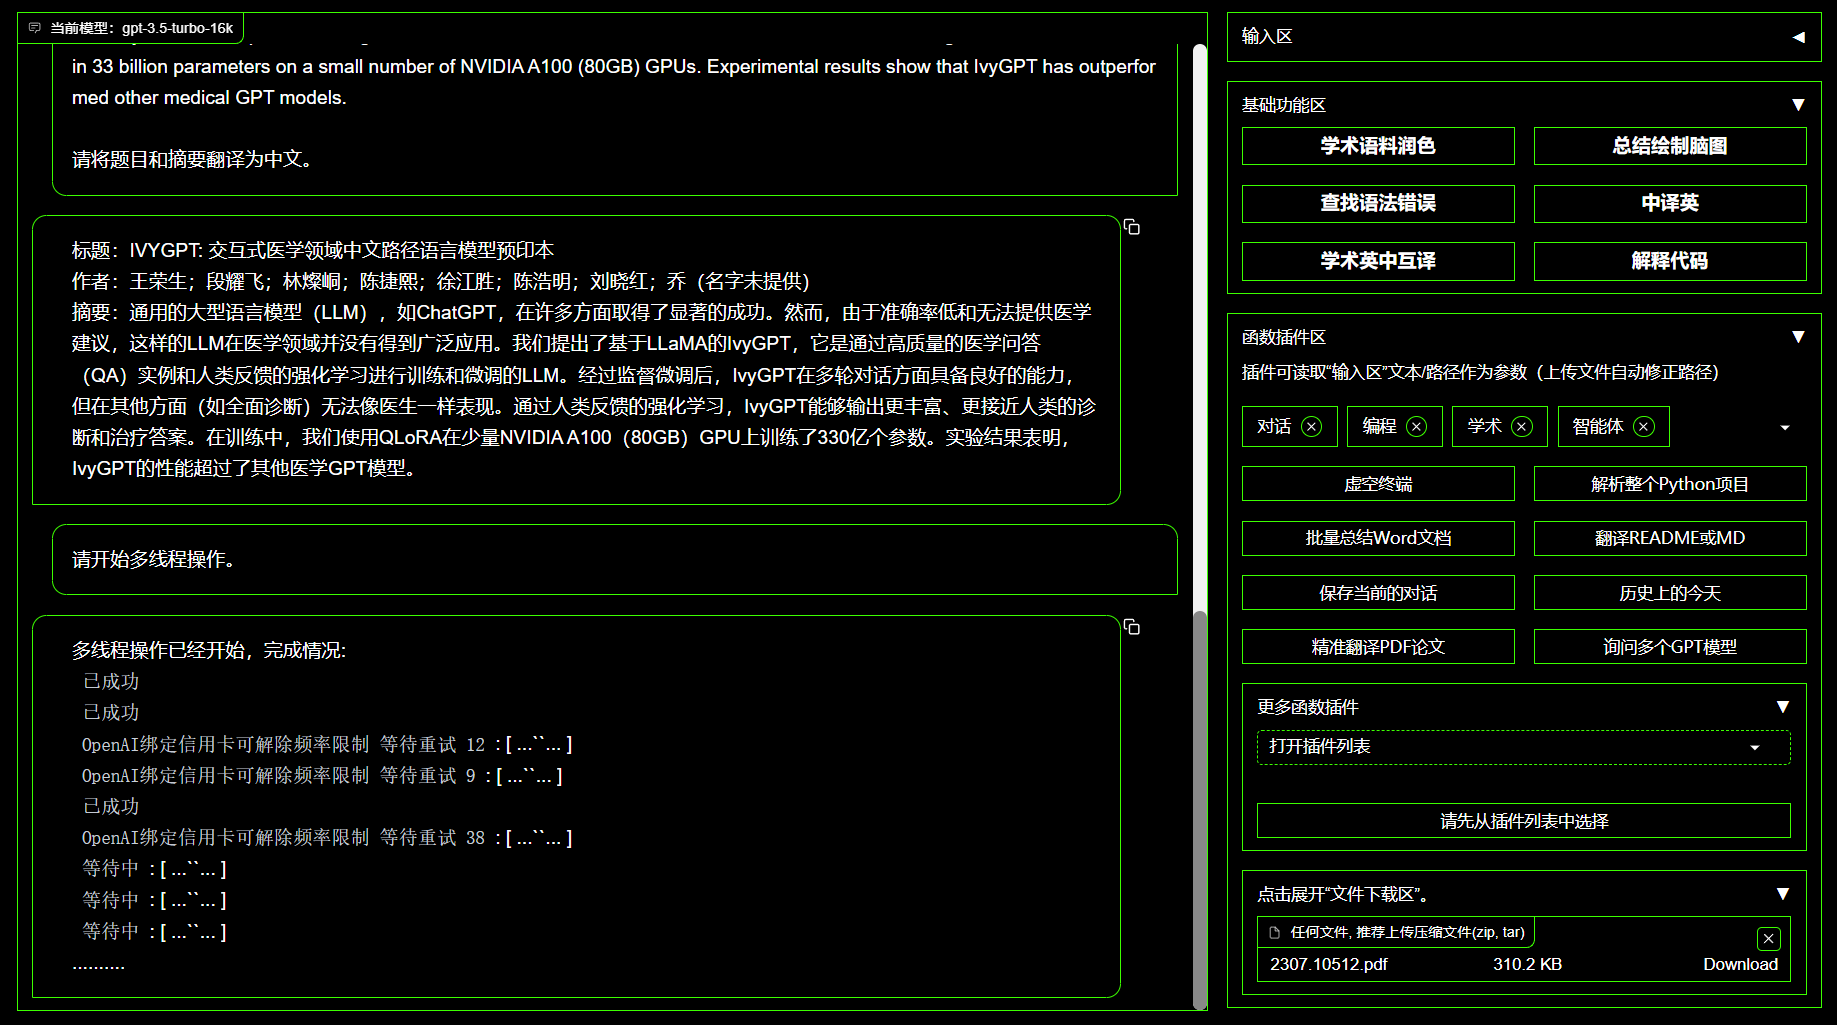 当前模型：gpt-3.5-turbo-16k
in 33 billion parameters on a small number of NVIDIA A100 (80GB) GPUs. Experimental results show that IvyGPT has outperfor
med other medical GPT models.
请将题目和摘要翻译为中文。
标题：IVYGPT: 交互式医学领域中文路径语言模型预印本
作者：王荣生；段耀飞；林燦峒；陈捷熙；徐江胜；陈浩明；刘晓红；乔（名字未提供）
摘要：通用的大型语言模型（LLM），如ChatGPT，在许多方面取得了显著的成功。然而，由于准确率低和无法提供医学
建议，这样的LLM在医学领域并没有得到广泛应用。我们提出了基于LLaMA的IvyGPT，它是通过高质量的医学问答
（QA）实例和人类反馈的强化学习进行训练和微调的LLM。经过监督微调后，IvyGPT在多轮对话方面具备良好的能力，
但在其他方面（如全面诊断）无法像医生一样表现。通过人类反馈的强化学习，IvyGPT能够输出更丰富、更接近人类的诊
断和治疗答案。在训练中，我们使用QLoRA在少量NVIDIA A100（80GB）GPU上训练了330亿个参数。实验结果表明，
IvyGPT的性能超过了其他医学GPT模型。
请开始多线程操作。
多线程操作已经开始，完成情况:
已成功
已成功
OpenAI绑定信用卡可解除频率限制 等待重试 12 ：[ ...``... ]
OpenAI绑定信用卡可解除频率限制 等待重试 9 ：[ ...``... ]
已成功
OpenAI绑定信用卡可解除频率限制 等待重试 38 ：[ ...``... ]
等待中 ：[ ...``... ]
等待中 ：[ ...``... ]
等待中 ：[ ...``... ]
..........
输入区 ◀
基础功能区 ▼
学术语料润色 总结绘制脑图
查找语法错误 中译英
学术英中互译 解释代码
函数插件区 ▼
插件可读取“输入区”文本/路径作为参数（上传文件自动修正路径）
对话 编程 学术 智能体
虚空终端 解析整个Python项目
批量总结Word文档 翻译README或MD
保存当前的对话 历史上的今天
精准翻译PDF论文 询问多个GPT模型
更多函数插件 ▼
打开插件列表
请先从插件列表中选择
点击展开“文件下载区”。 ▼
任何文件, 推荐上传压缩文件(zip, tar)
2307.10512.pdf 310.2 KB Download